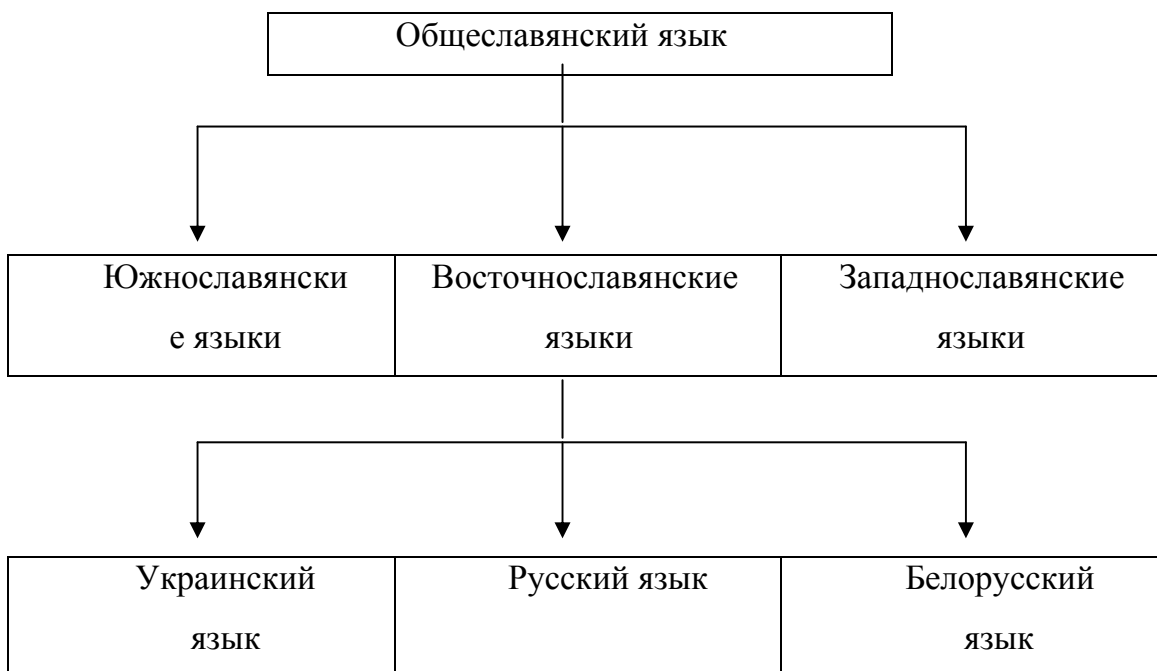 Общеславянский язык
Южнославянски Восточнославянские Западнославянские
е языки языки языки
Украинский Русский язык Белорусский
язык язык